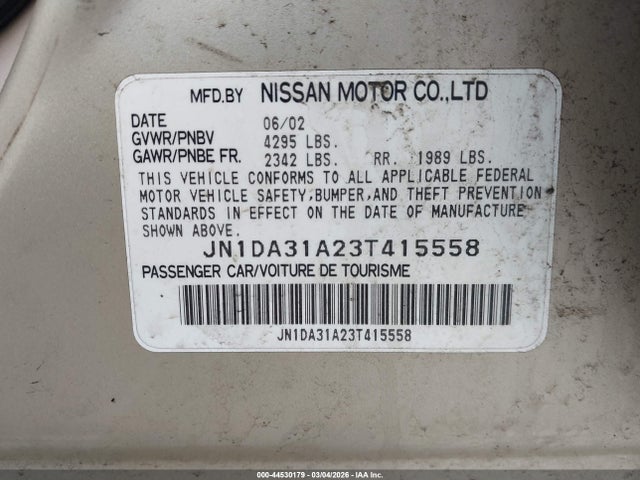 MFD.BY NISSAN MOTOR CO.,LTD
DATE 06/02
GVWR/PNBV 4295 LBS.
GAWR/PNBE FR. 2342 LBS. RR. 1989 LBS.
THIS VEHICLE CONFORMS TO ALL APPLICABLE FEDERAL
MOTOR VEHICLE SAFETY,BUMPER,AND THEFT PREVENTION
STANDARDS IN EFFECT ON THE DATE OF MANUFACTURE
SHOWN ABOVE.
JN1DA31A23T415558
PASSENGER CAR/VOITURE DE TOURISME
JN1DA31A23T415558
000-44530179 - 03/04/2026 - IAA Inc.